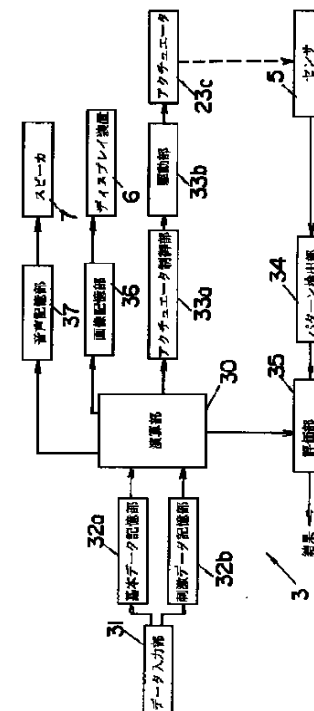 データ入力部
31
基本データ記憶部
32a
刺激データ記憶部
32b
演算部
30
音声記憶部
37
スピーカ
7
画像記憶部
36
ディスプレイ装置
6
アクチュエータ制御部
33a
駆動部
33b
アクチュエータ
23c
センサ
5
パターン検出部
34
評価部
35
結果
3